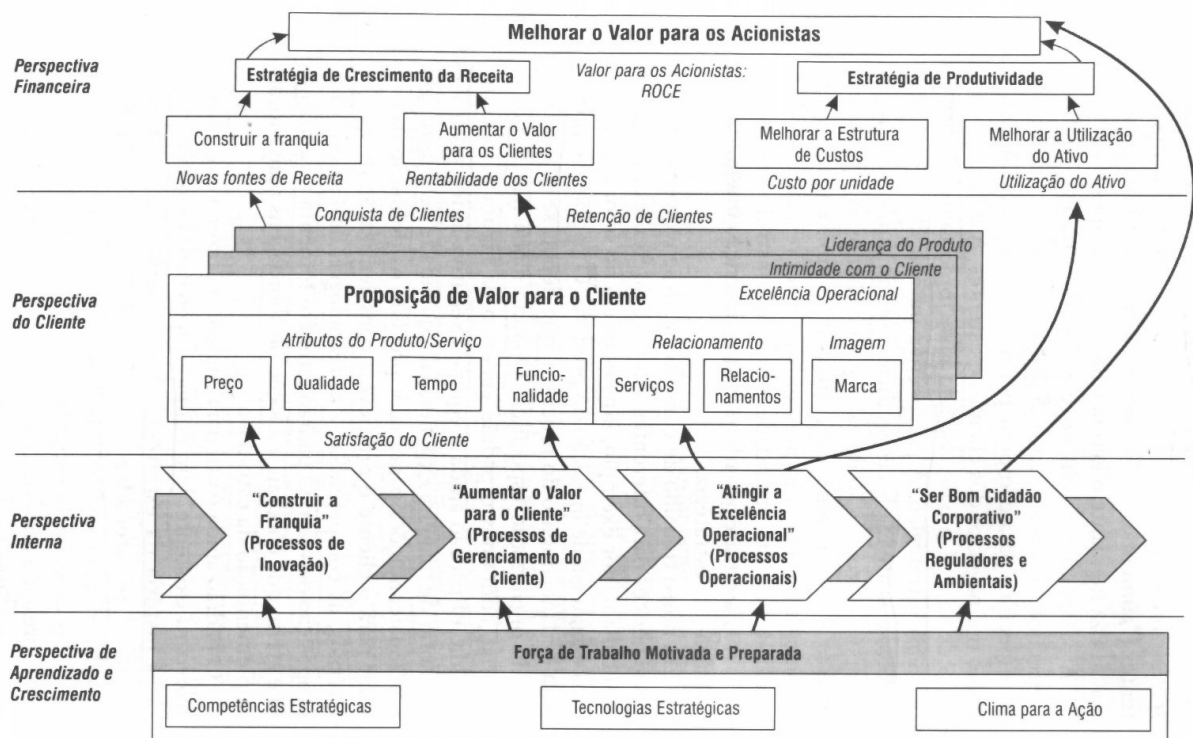 Melhorar o Valor para os Acionistas
Perspectiva
Financeira
Estratégia de Crescimento da Receita
Valor para os Acionistas:
ROCE
Estratégia de Produtividade
Construir a franquia
Aumentar o Valor
para os Clientes
Melhorar a Estrutura
de Custos
Melhorar a Utilização
do Ativo
Novas fontes de Receita
Rentabilidade dos Clientes
Custo por unidade
Utilização do Ativo
Conquista de Clientes
Retenção de Clientes
Liderança do Produto
Intimidade com o Cliente
Perspectiva
do Cliente
Proposição de Valor para o Cliente
Excelência Operacional
Atributos do Produto/Serviço
Relacionamento
Imagem
Preço
Qualidade
Tempo
Funcio-
nalidade
Serviços
Relacio-
namentos
Marca
Satisfação do Cliente
Perspectiva
Interna
“Construir a
Franquia”
(Processos de
Inovação)
“Aumentar o Valor
para o Cliente”
(Processos de
Gerenciamento do
Cliente)
“Atingir a
Excelência
Operacional”
(Processos
Operacionais)
“Ser Bom Cidadão
Corporativo”
(Processos
Reguladores e
Ambientais)
Perspectiva de
Aprendizado e
Crescimento
Força de Trabalho Motivada e Preparada
Competências Estratégicas
Tecnologias Estratégicas
Clima para a Ação